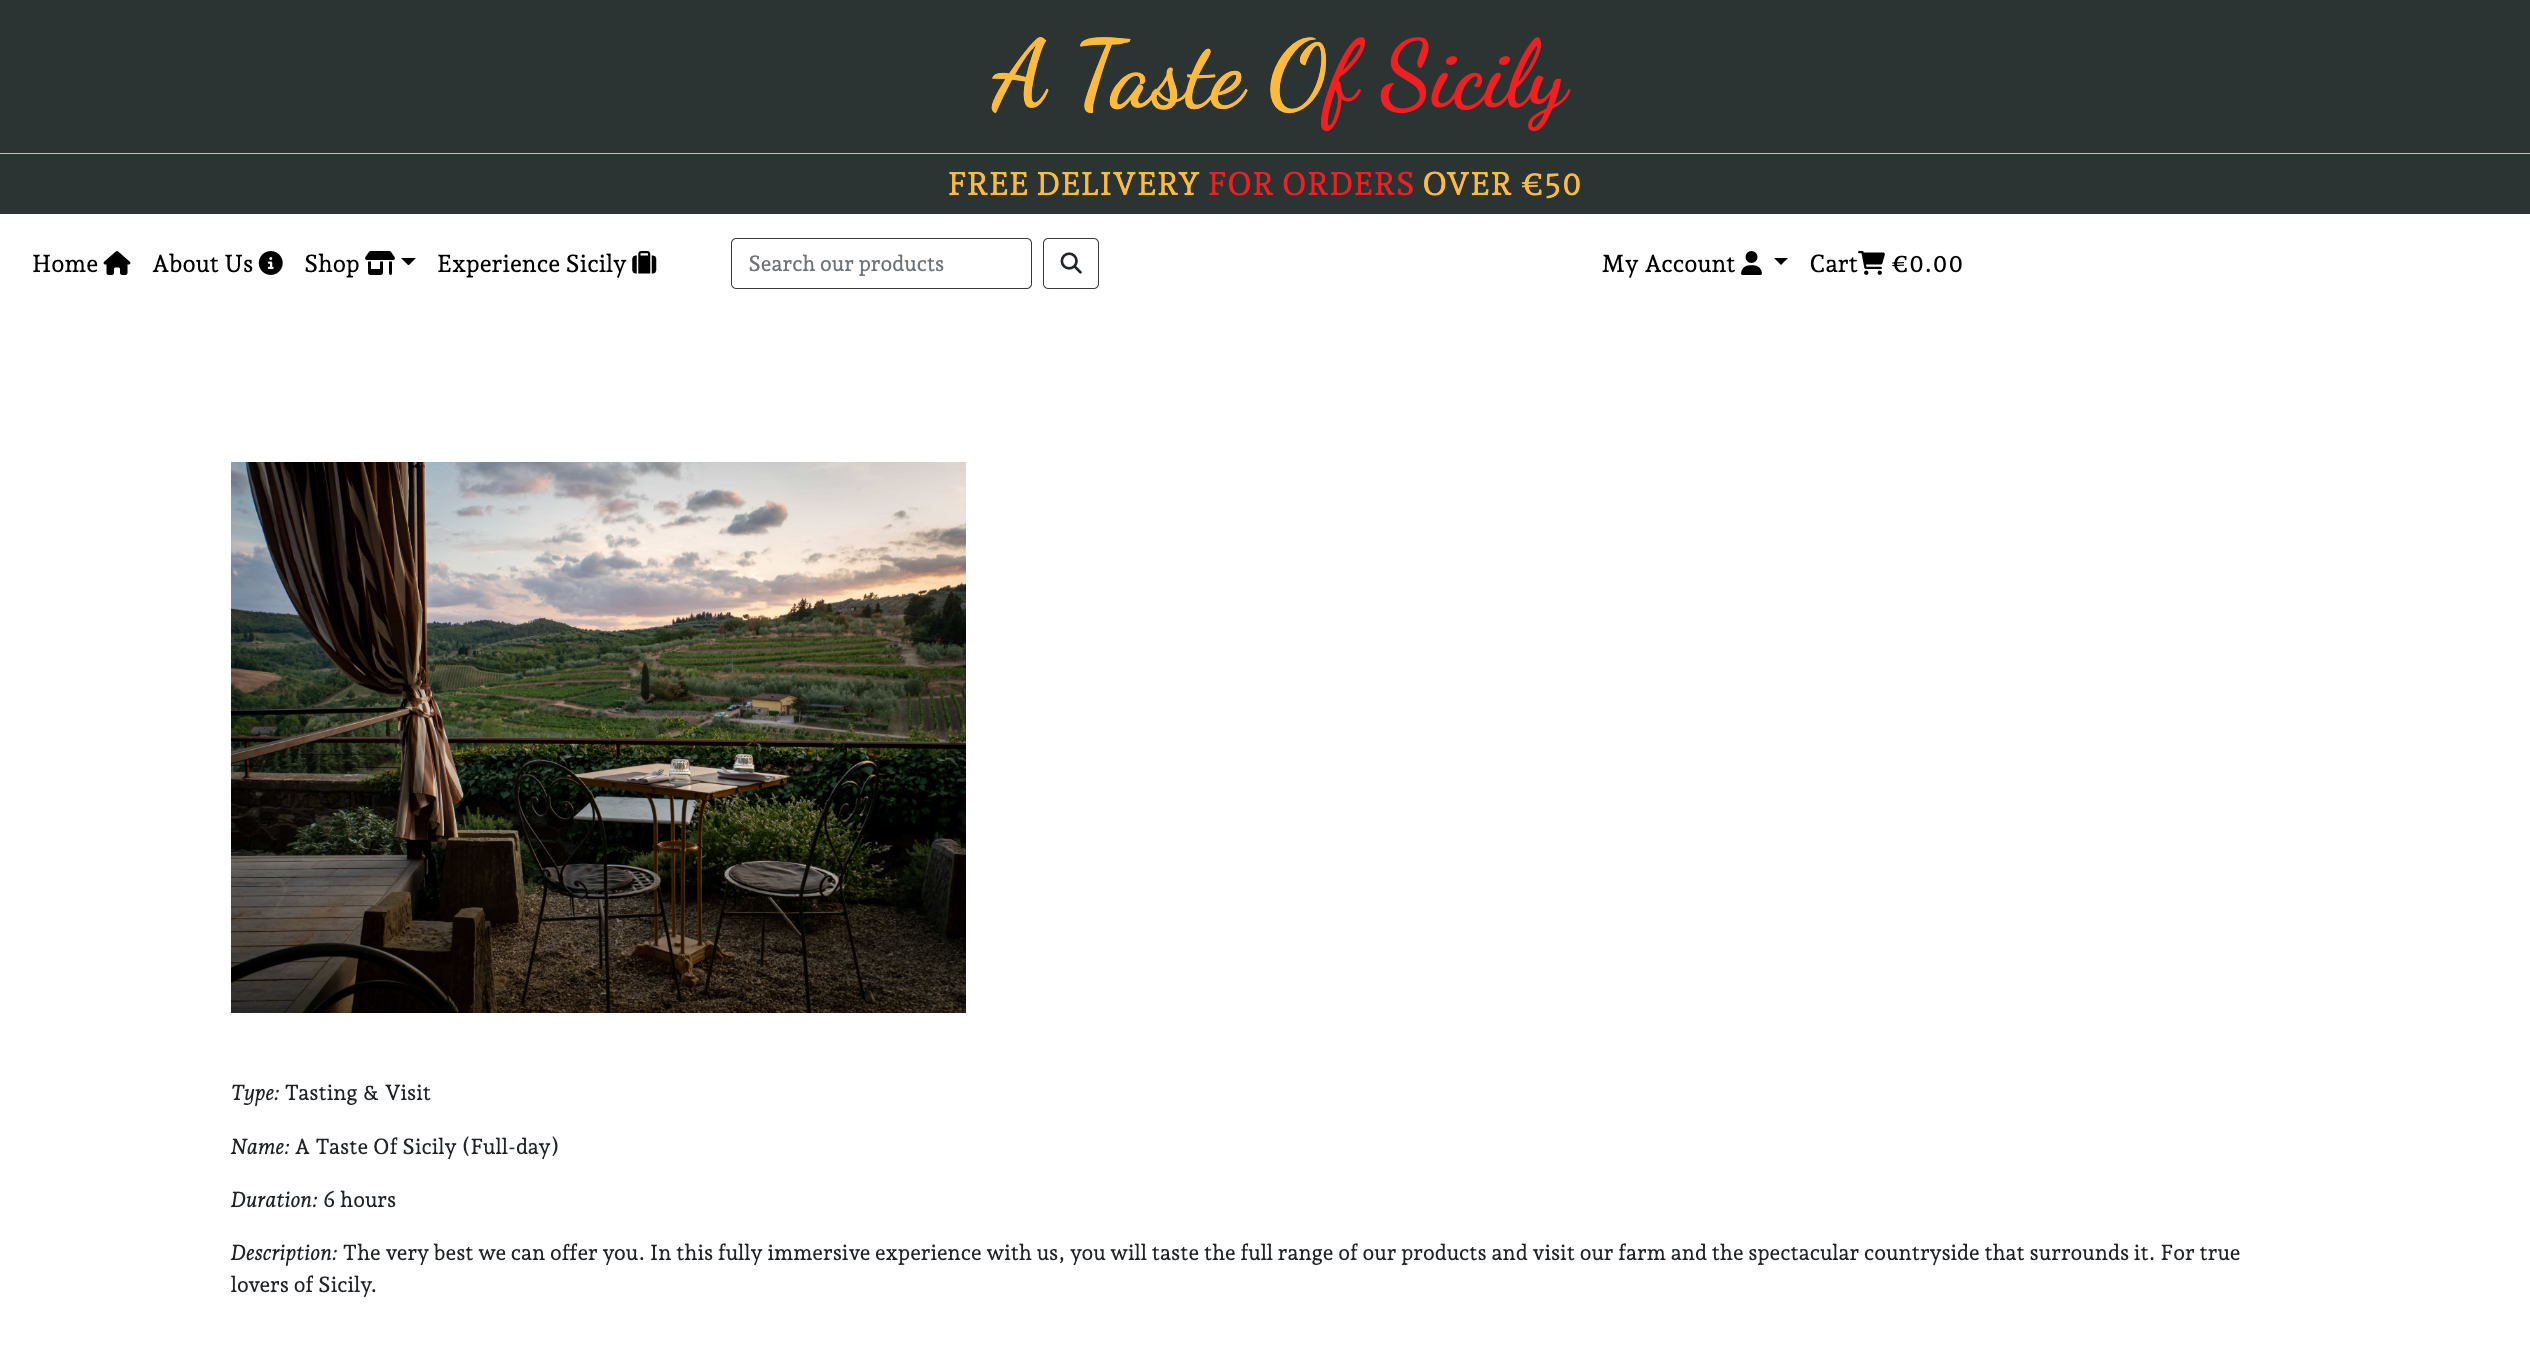 A Taste Of Sicily
FREE DELIVERY FOR ORDERS OVER €50
Home About Us Shop Experience Sicily Search our products My Account Cart €0.00
Type: Tasting & Visit
Name: A Taste Of Sicily (Full-day)
Duration: 6 hours
Description: The very best we can offer you. In this fully immersive experience with us, you will taste the full range of our products and visit our farm and the spectacular countryside that surrounds it. For true
lovers of Sicily.